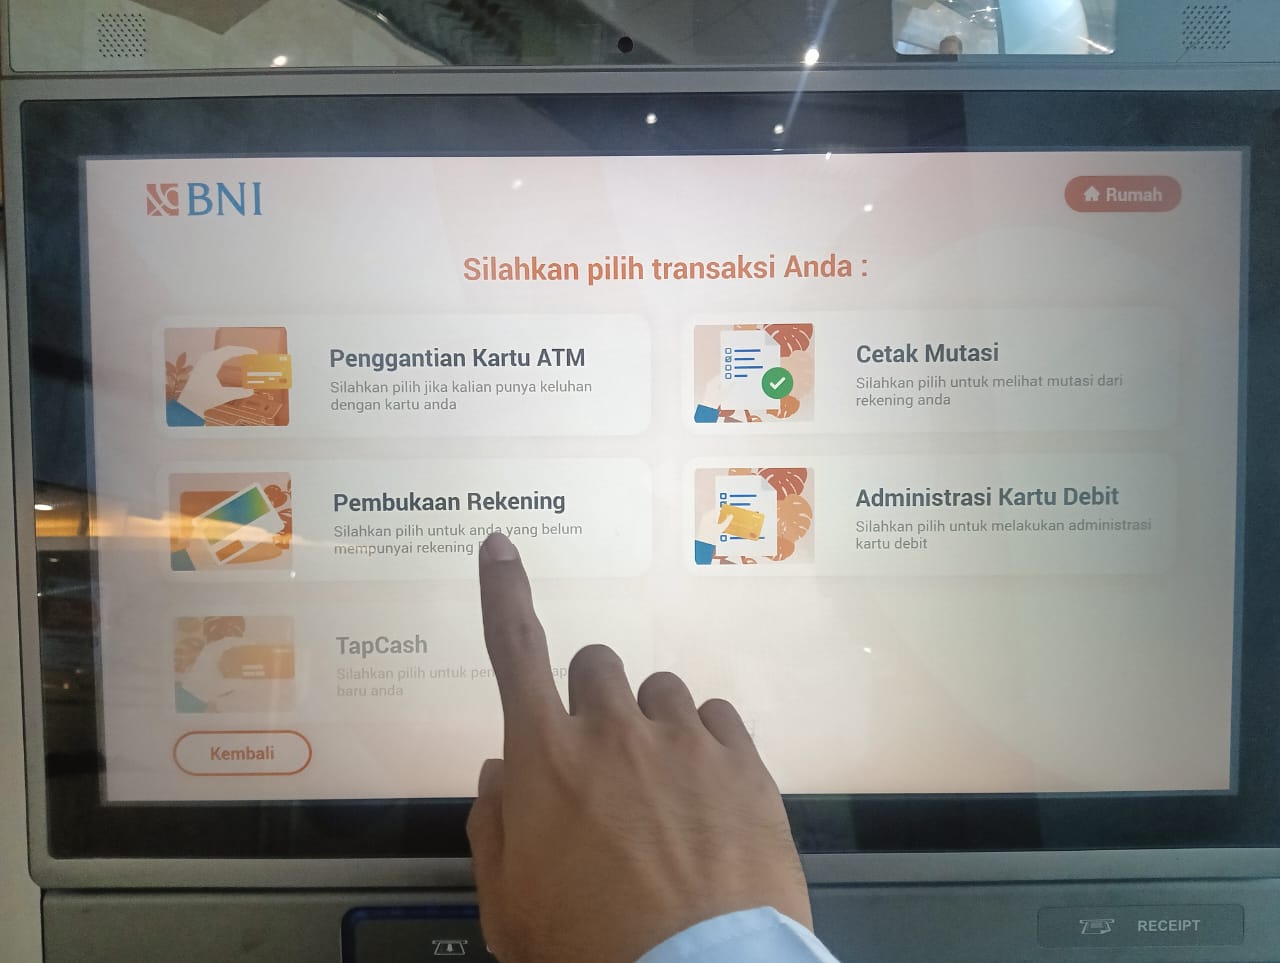 BNI
Rumah
Silahkan pilih transaksi Anda :
Penggantian Kartu ATM
Silahkan pilih jika kalian punya keluhan
dengan kartu anda
Cetak Mutasi
Silahkan pilih untuk melihat mutasi dari
rekening anda
Pembukaan Rekening
Silahkan pilih untuk anda yang belum
mempunyai rekening
Administrasi Kartu Debit
Silahkan pilih untuk melakukan administrasi
kartu debit
TapCash
Silahkan pilih untuk
baru anda
Kembali
RECEIPT